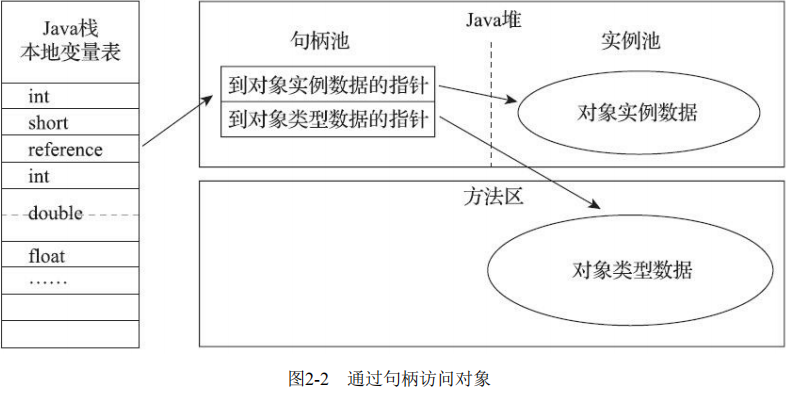 Java栈
本地变量表
int
short
reference
int
double
float
……
Java堆
句柄池
实例池
到对象实例数据的指针
到对象类型数据的指针
对象实例数据
方法区
对象类型数据
图2-2 通过句柄访问对象